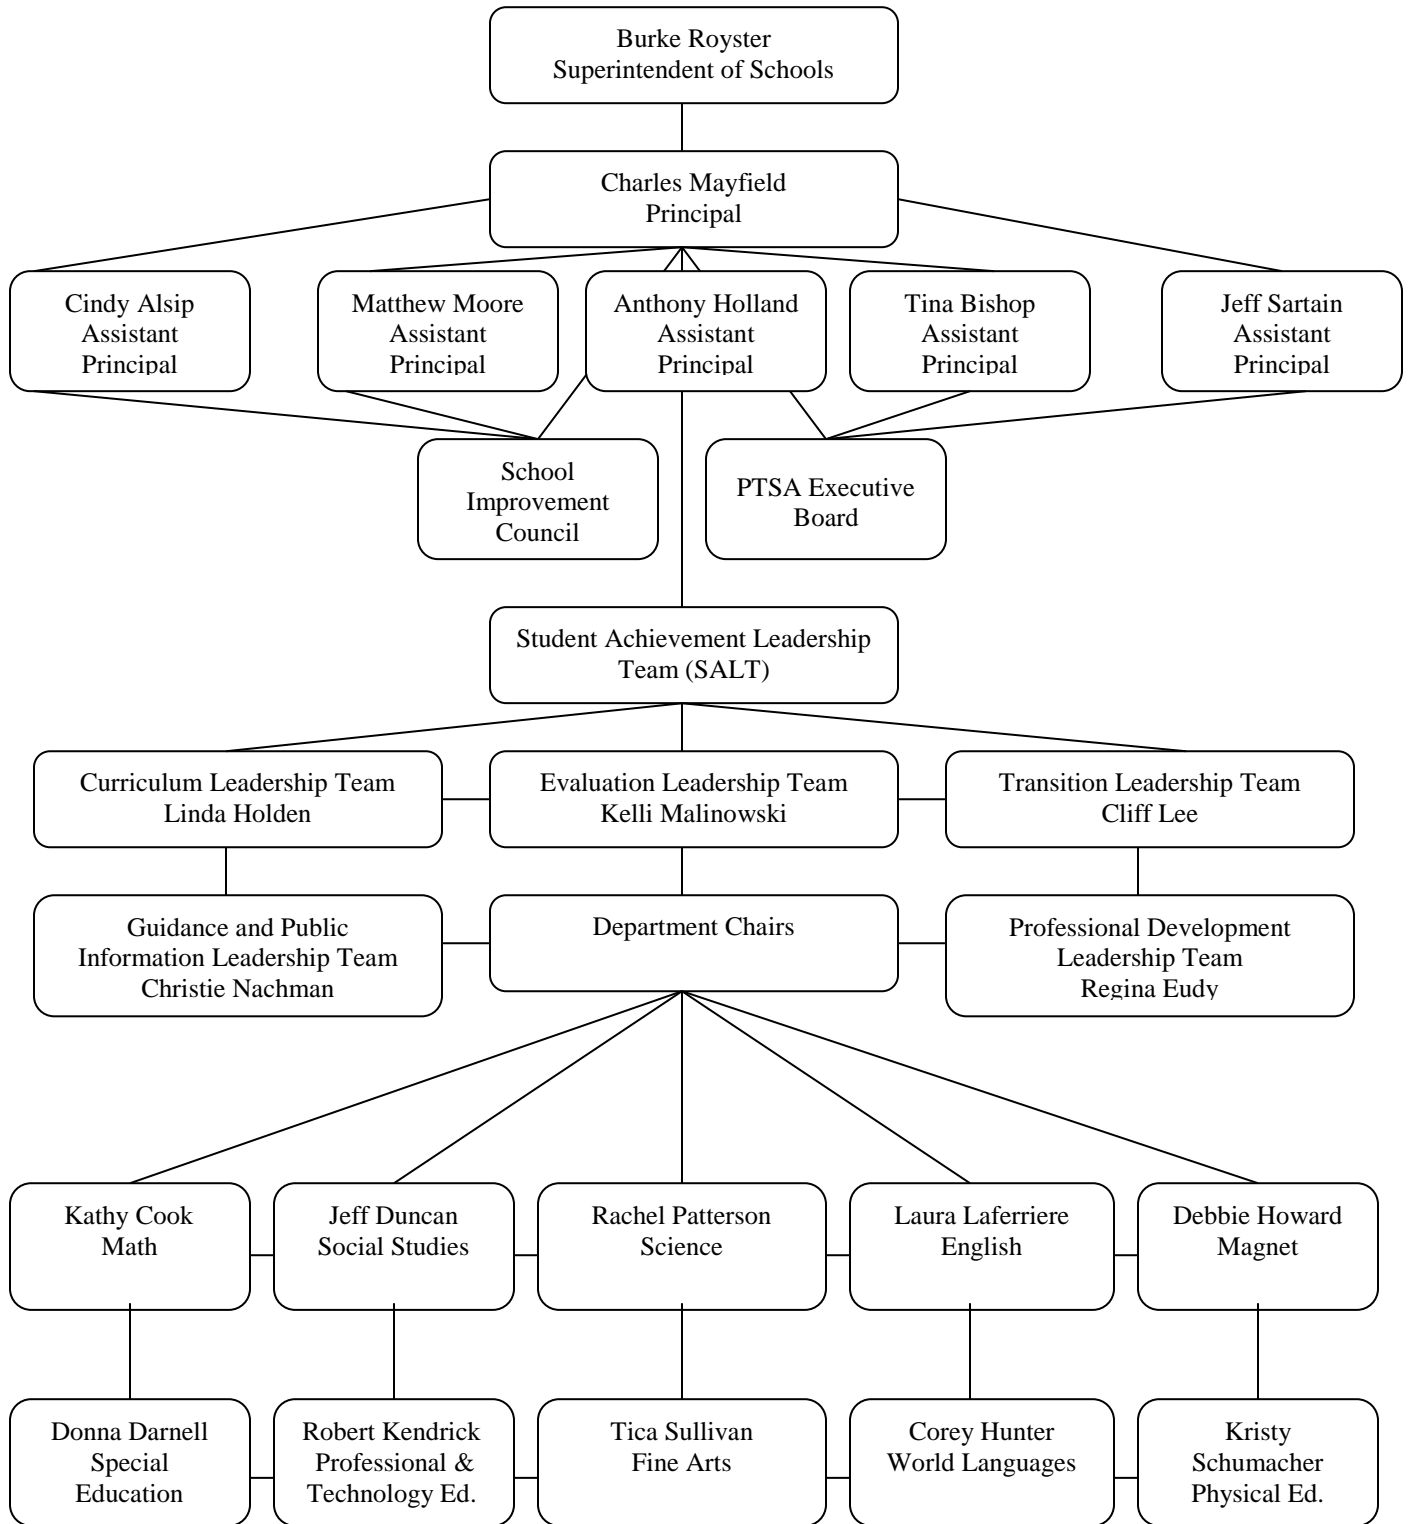 Burke Royster
Superintendent of Schools
Charles Mayfield
Principal
Cindy Alsip
Assistant
Principal
Matthew Moore
Assistant
Principal
Anthony Holland
Assistant
Principal
Tina Bishop
Assistant
Principal
Jeff Sartain
Assistant
Principal
School
Improvement
Council
PTSA Executive
Board
Student Achievement Leadership
Team (SALT)
Curriculum Leadership Team
Linda Holden
Evaluation Leadership Team
Kelli Malinowski
Transition Leadership Team
Cliff Lee
Guidance and Public
Information Leadership Team
Christie Nachman
Department Chairs
Professional Development
Leadership Team
Regina Eudy
Kathy Cook
Math
Jeff Duncan
Social Studies
Rachel Patterson
Science
Laura Laferriere
English
Debbie Howard
Magnet
Donna Darnell
Special
Education
Robert Kendrick
Professional &
Technology Ed.
Tica Sullivan
Fine Arts
Corey Hunter
World Languages
Kristy
Schumacher
Physical Ed.